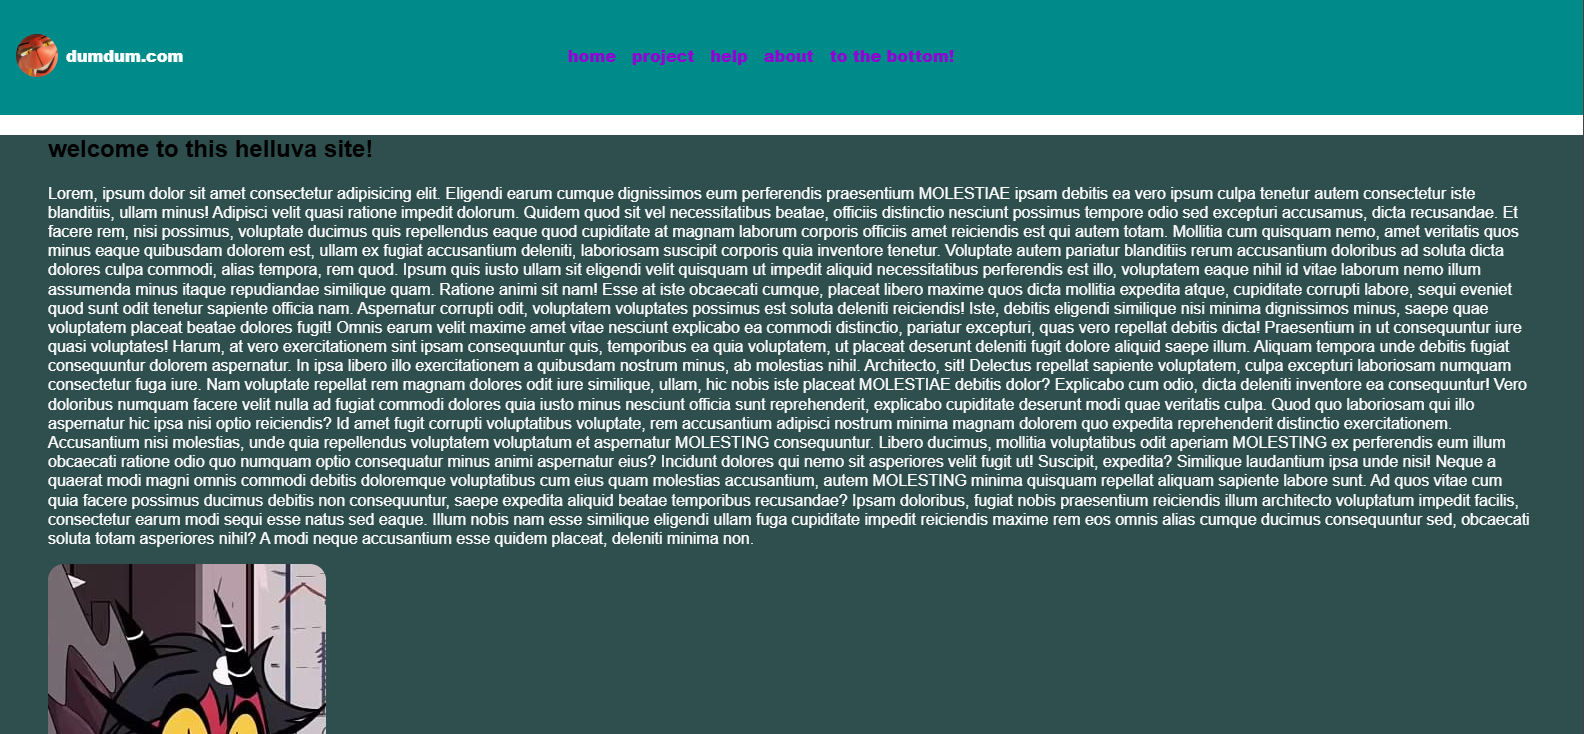 dumdum.com home project help about to the bottom!
welcome to this helluva site!
Lorem, ipsum dolor sit amet consectetur adipisicing elit. Eligendi earum cumque dignissimos eum perferendis praesentium MOLESTIAE ipsam debitis ea vero ipsum culpa tenetur autem consectetur iste
blanditiis, ullam minus! Adipisci velit quasi ratione impedit dolorum. Quidem quod sit vel necessitatibus beatae, officiis distinctio nesciunt possimus tempore odio sed excepturi accusamus, dicta recusandae. Et
facere rem, nisi possimus, voluptate ducimus quis repellendus eaque quod cupiditate at magnam laborum corporis officiis amet reiciendis est qui autem totam. Mollitia cum quisquam nemo, amet veritatis quos
minus eaque quibusdam dolorem est, ullam ex fugiat accusantium deleniti, laboriosam suscipit corporis quia inventore tenetur. Voluptate autem pariatur blanditiis rerum accusantium doloribus ad soluta dicta
dolores culpa commodi, alias tempora, rem quod. Ipsum quis iusto ullam sit eligendi velit quisquam ut impedit aliquid necessitatibus perferendis est illo, voluptatem eaque nihil id vitae laborum nemo illum
assumenda minus itaque repudiandae similique quam. Ratione animi sit nam! Esse at iste obcaecati cumque, placeat libero maxime quos dicta mollitia expedita atque, cupiditate corrupti labore, sequi eveniet
quod sunt odit tenetur sapiente officia nam. Aspernatur corrupti odit, voluptatem voluptates possimus est soluta deleniti reiciendis! Iste, debitis eligendi similique nisi minima dignissimos minus, saepe quae
voluptatem placeat beatae dolores fugit! Omnis earum velit maxime amet vitae nesciunt explicabo ea commodi distinctio, pariatur excepturi, quas vero repellat debitis dicta! Praesentium in ut consequuntur iure
quasi voluptates! Harum, at vero exercitationem sint ipsam consequuntur quis, temporibus ea quia voluptatem, ut placeat deserunt deleniti fugit dolore aliquid saepe illum. Aliquam tempora unde debitis fugiat
consequuntur dolorem aspernatur. In ipsa libero illo exercitationem a quibusdam nostrum minus, ab molestias nihil. Architecto, sit! Delectus repellat sapiente voluptatem, culpa excepturi laboriosam numquam
consectetur fuga iure. Nam voluptate repellat rem magnam dolores odit iure similique, ullam, hic nobis iste placeat MOLESTIAE debitis dolor? Explicabo cum odio, dicta deleniti inventore ea consequuntur! Vero
doloribus numquam facere velit nulla ad fugiat commodi dolores quia iusto minus nesciunt officia sunt reprehenderit, explicabo cupiditate deserunt modi quae veritatis culpa. Quod quo laboriosam qui illo
aspernatur hic ipsa nisi optio reiciendis? Id amet fugit corrupti voluptatibus voluptate, rem accusantium adipisci nostrum minima magnam dolorem quo expedita reprehenderit distinctio exercitationem.
Accusantium nisi molestias, unde quia repellendus voluptatem voluptatum et aspernatur MOLESTING consequuntur. Libero ducimus, mollitia voluptatibus odit aperiam MOLESTING ex perferendis eum illum
obcaecati ratione odio quo numquam optio consequatur minus animi aspernatur eius? Incidunt dolores qui nemo sit asperiores velit fugit ut! Suscipit, expedita? Similique laudantium ipsa unde nisi! Neque a
quaerat modi magni omnis commodi debitis doloremque voluptatibus cum eius quam molestias accusantium, autem MOLESTING minima quisquam repellat aliquam sapiente labore sunt. Ad quos vitae cum
quia facere possimus ducimus debitis non consequuntur, saepe expedita aliquid beatae temporibus recusandae? Ipsam doloribus, fugiat nobis praesentium reiciendis illum architecto voluptatum impedit facilis,
consectetur earum modi sequi esse natus sed eaque. Illum nobis nam esse similique eligendi ullam fuga cupiditate impedit reiciendis maxime rem eos omnis alias cumque ducimus consequuntur sed, obcaecati
soluta totam asperiores nihil? A modi neque accusantium esse quidem placeat, deleniti minima non.